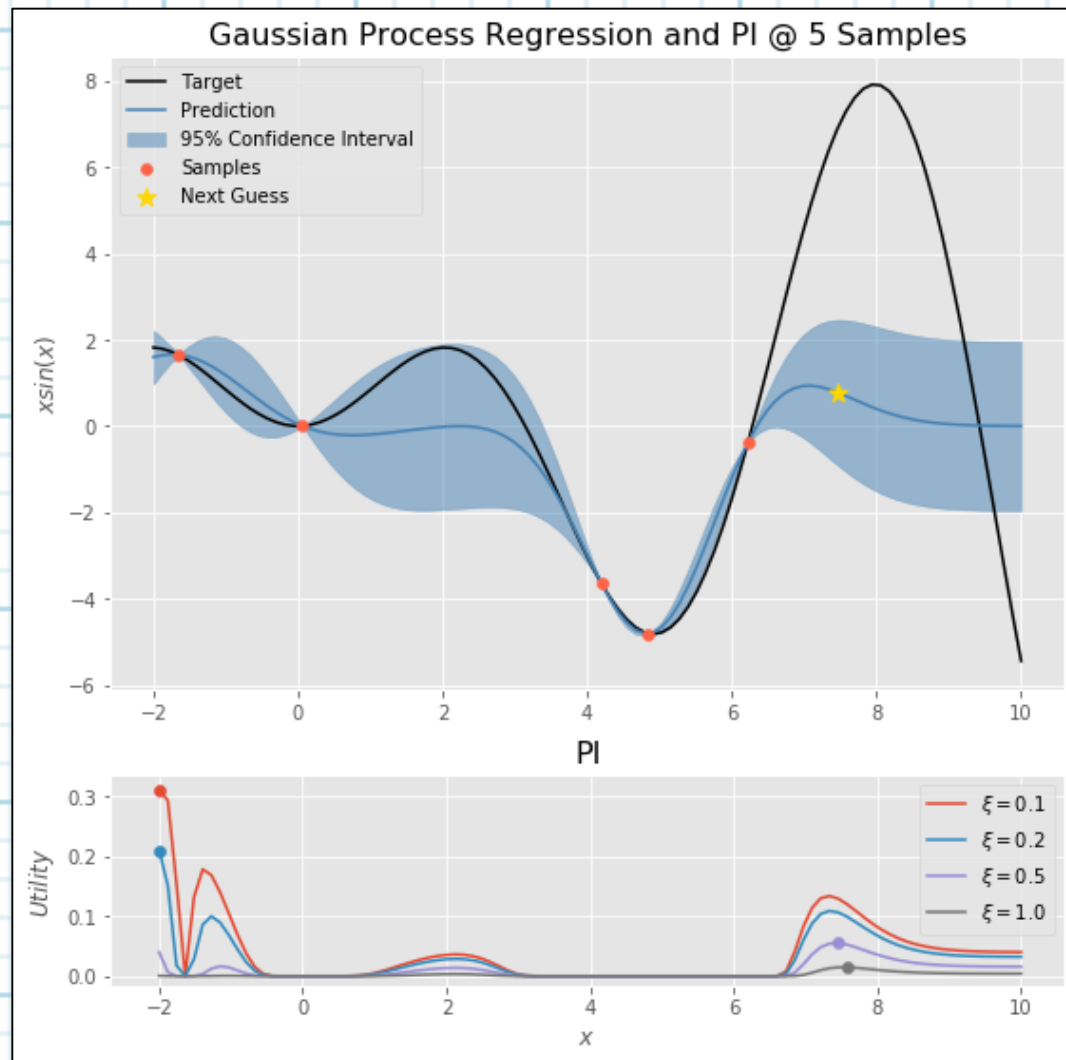 Gaussian Process Regression and PI @ 5 Samples
Target
Prediction
95% Confidence Interval
Samples
Next Guess
8
6
4
2
0
−2
−4
−6
xsin(x)
−2 0 2 4 6 8 10
PI
ξ = 0.1
ξ = 0.2
ξ = 0.5
ξ = 1.0
0.3
0.2
0.1
0.0
Utility
−2 0 2 4 6 8 10
x